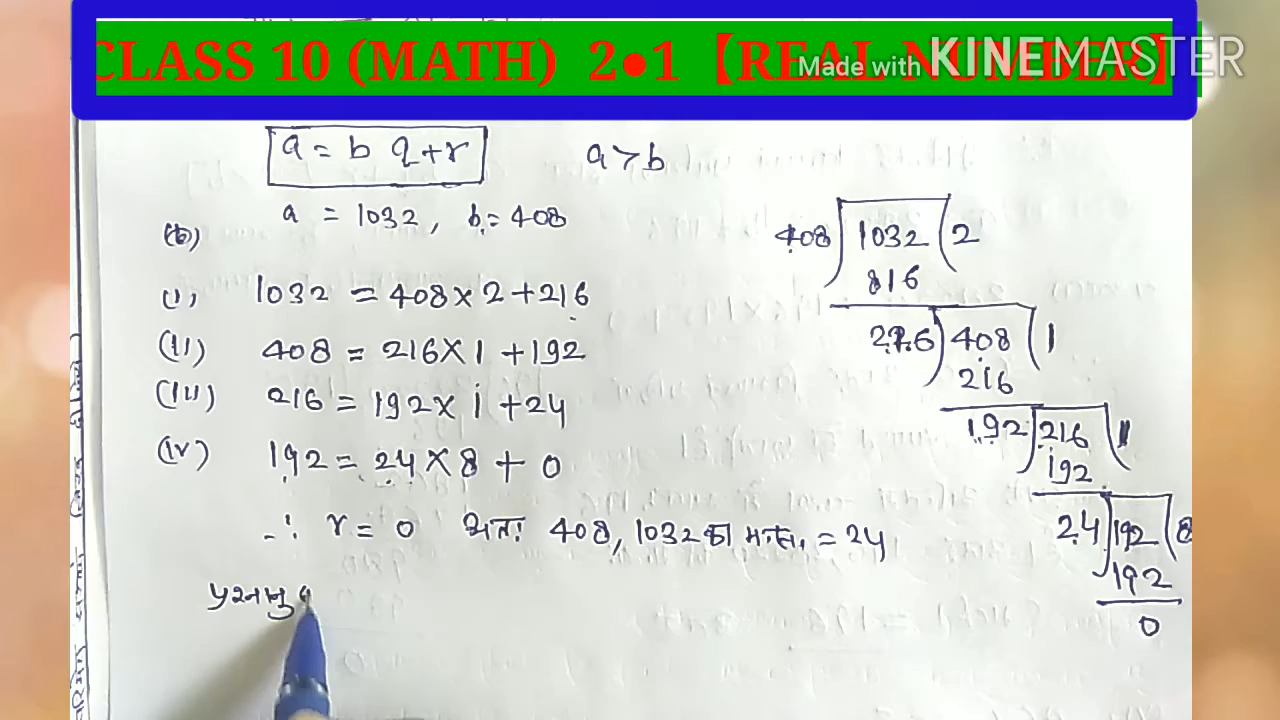 CLASS 10 (MATH) 2●1【REAL NUMBER】
Made with KINEMASTER
a = b q+r
a > b
(b) a = 1032, b = 408
(i) 1032 = 408 × 2 + 216
(ii) 408 = 216 × 1 + 192
(iii) 216 = 192 × 1 + 24
(iv) 192 = 24 × 8 + 0
∴ r = 0 अतः 408, 1032 का म.स. = 24
प्रश्नानु
408 1032 2
816
216 408 1
216
192 216 1
192
24 192 8
192
0